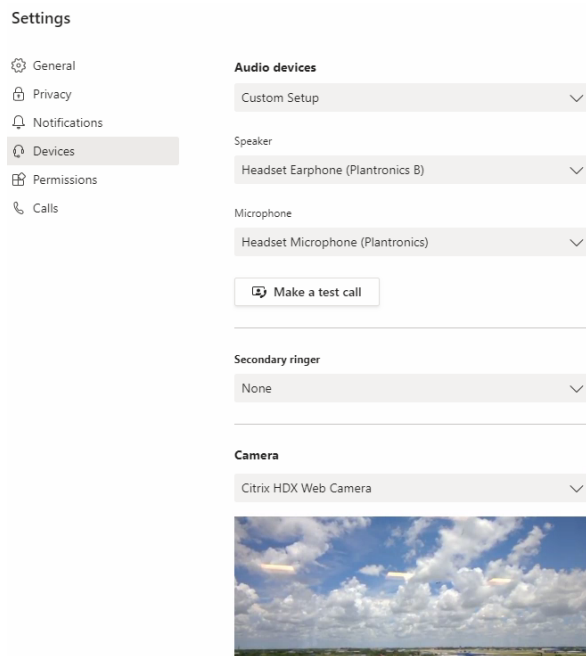 Settings
General
Privacy
Notifications
Devices
Permissions
Calls
Audio devices
Custom Setup
Speaker
Headset Earphone (Plantronics B)
Microphone
Headset Microphone (Plantronics)
Make a test call
Secondary ringer
None
Camera
Citrix HDX Web Camera